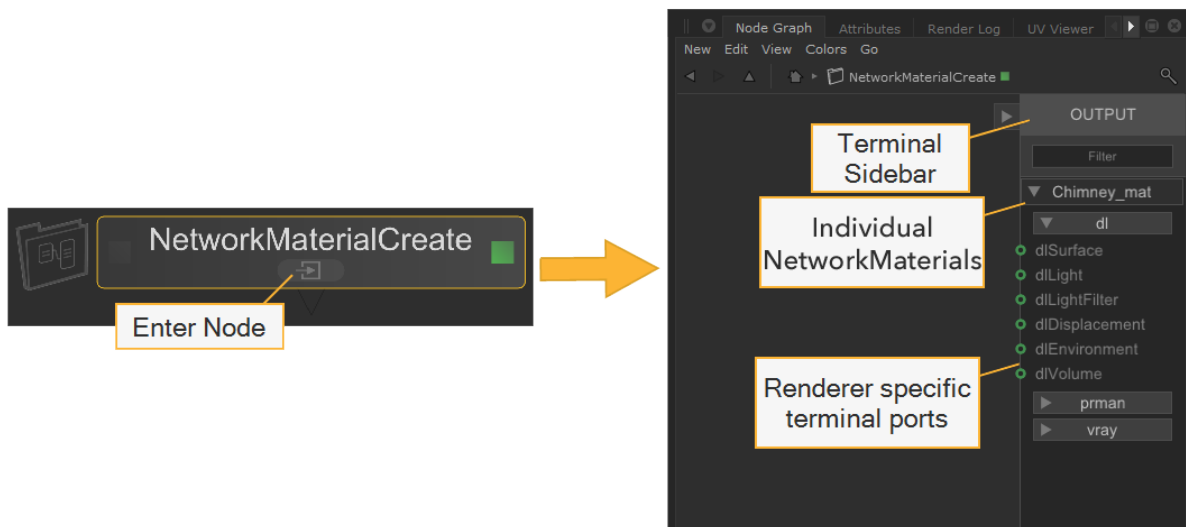 NetworkMaterialCreate
Enter Node
Node Graph Attributes Render Log UV Viewer
New Edit View Colors Go
NetworkMaterialCreate
OUTPUT
Terminal
Sidebar
Filter
Chimney_mat
Individual
NetworkMaterials
dl
dlSurface
dlLight
dlLightFilter
dlDisplacement
dlEnvironment
dlVolume
Renderer specific
terminal ports
prman
vray